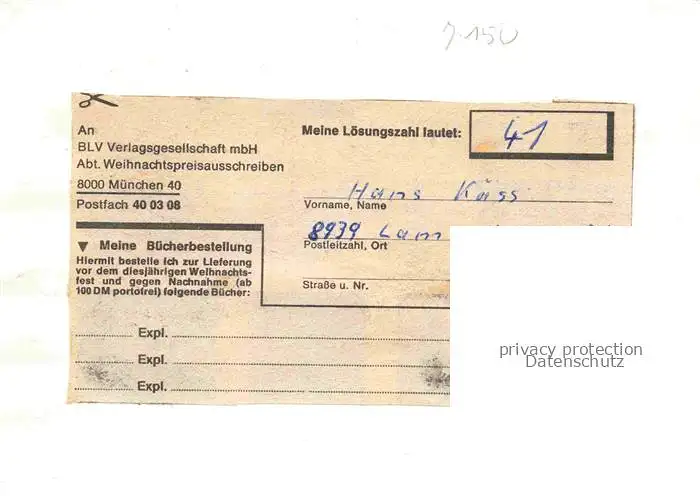 7-150
An
BLV Verlagsgesellschaft mbH
Abt. Weihnachtspreisausschreiben
8000 München 40
Postfach 40 03 08
Meine Lösungszahl lautet: 41
Hans Käss
Vorname, Name
8939 Lam
Postleitzahl, Ort
Straße u. Nr.
▼ Meine Bücherbestellung
Hiermit bestelle ich zur Lieferung
vor dem diesjährigen Weihnachts-
fest und gegen Nachnahme (ab
100 DM portofrei) folgende Bücher:
Expl.
Expl.
Expl.
privacy protection
Datenschutz